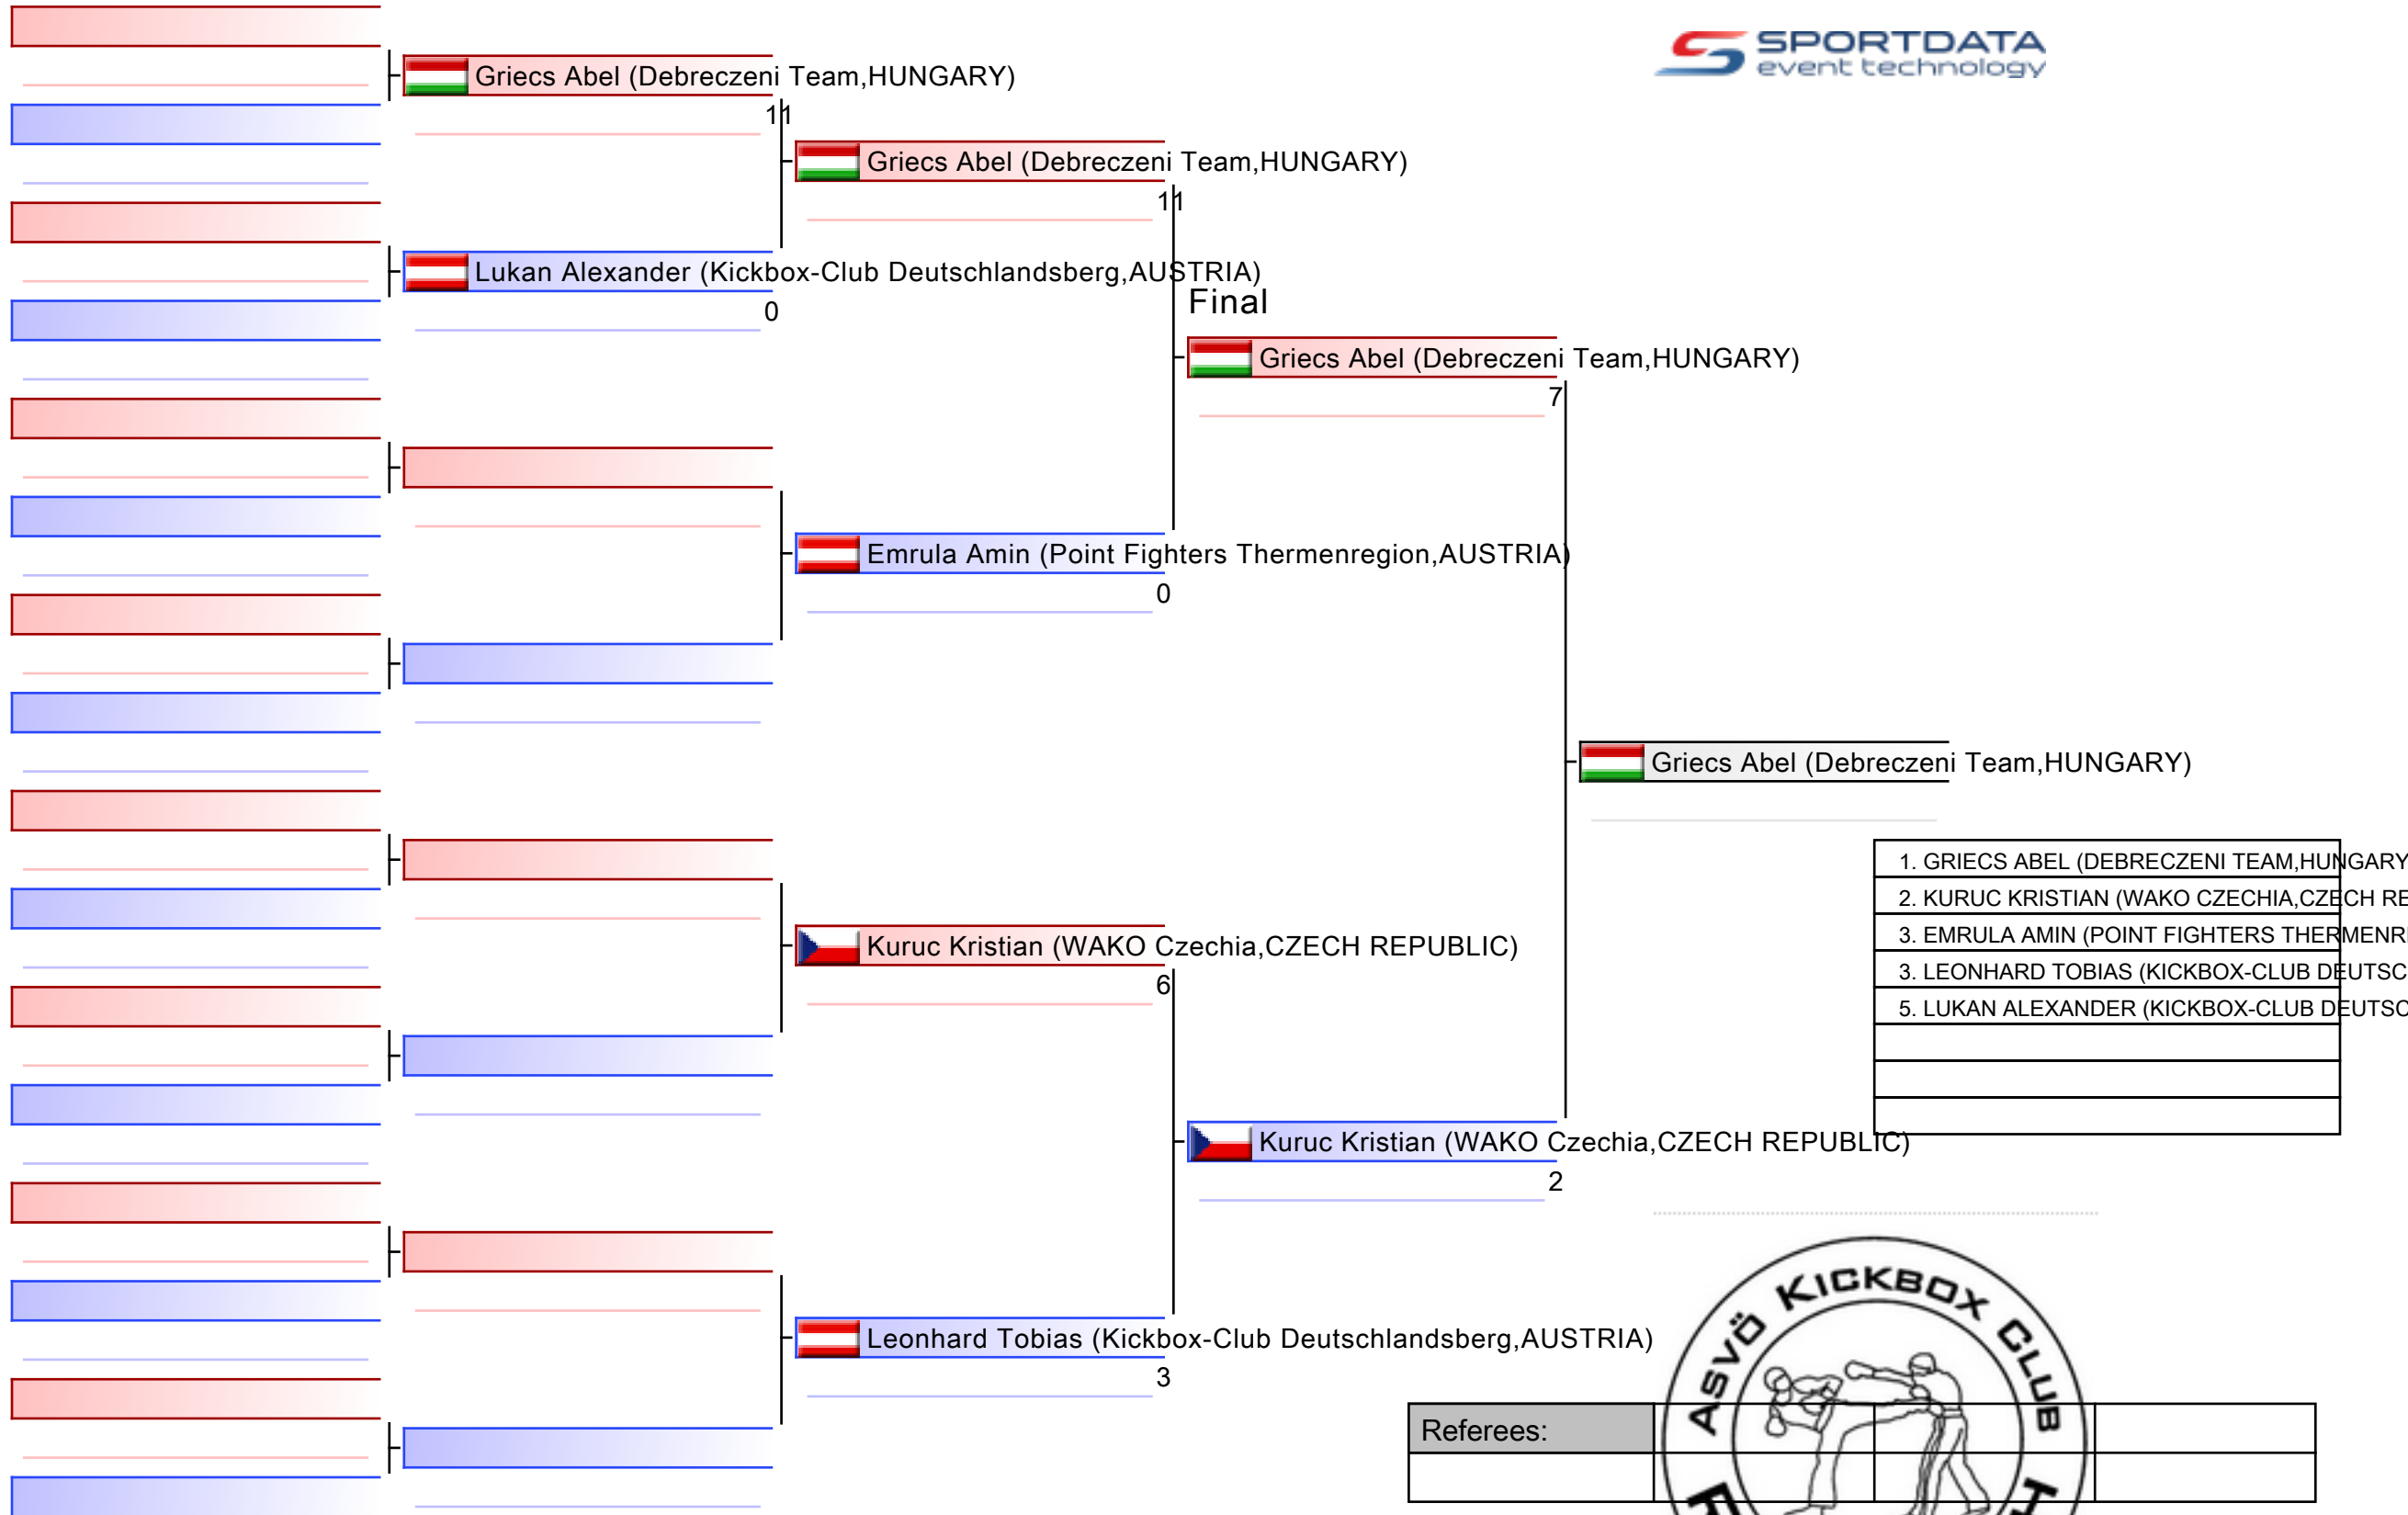 SPORTDATA
event technology
Griecs Abel (Debreczeni Team,HUNGARY)
11
Griecs Abel (Debreczeni Team,HUNGARY)
11
Lukan Alexander (Kickbox-Club Deutschlandsberg,AUSTRIA)
0
Final
Griecs Abel (Debreczeni Team,HUNGARY)
7
Emrula Amin (Point Fighters Thermenregion,AUSTRIA)
0
Griecs Abel (Debreczeni Team,HUNGARY)
1. GRIECS ABEL (DEBRECZENI TEAM,HUNGARY
2. KURUC KRISTIAN (WAKO CZECHIA,CZECH RE
3. EMRULA AMIN (POINT FIGHTERS THERMENR
3. LEONHARD TOBIAS (KICKBOX-CLUB DEUTSC
5. LUKAN ALEXANDER (KICKBOX-CLUB DEUTSC
Kuruc Kristian (WAKO Czechia,CZECH REPUBLIC)
6
Kuruc Kristian (WAKO Czechia,CZECH REPUBLIC)
2
Leonhard Tobias (Kickbox-Club Deutschlandsberg,AUSTRIA)
3
ASVÖ KICKBOX CLUB
Referees: